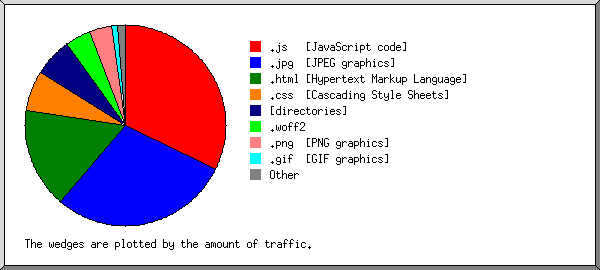 .js [JavaScript code]
.jpg [JPEG graphics]
.html [Hypertext Markup Language]
.css [Cascading Style Sheets]
[directories]
.woff2
.png [PNG graphics]
.gif [GIF graphics]
Other
The wedges are plotted by the amount of traffic.